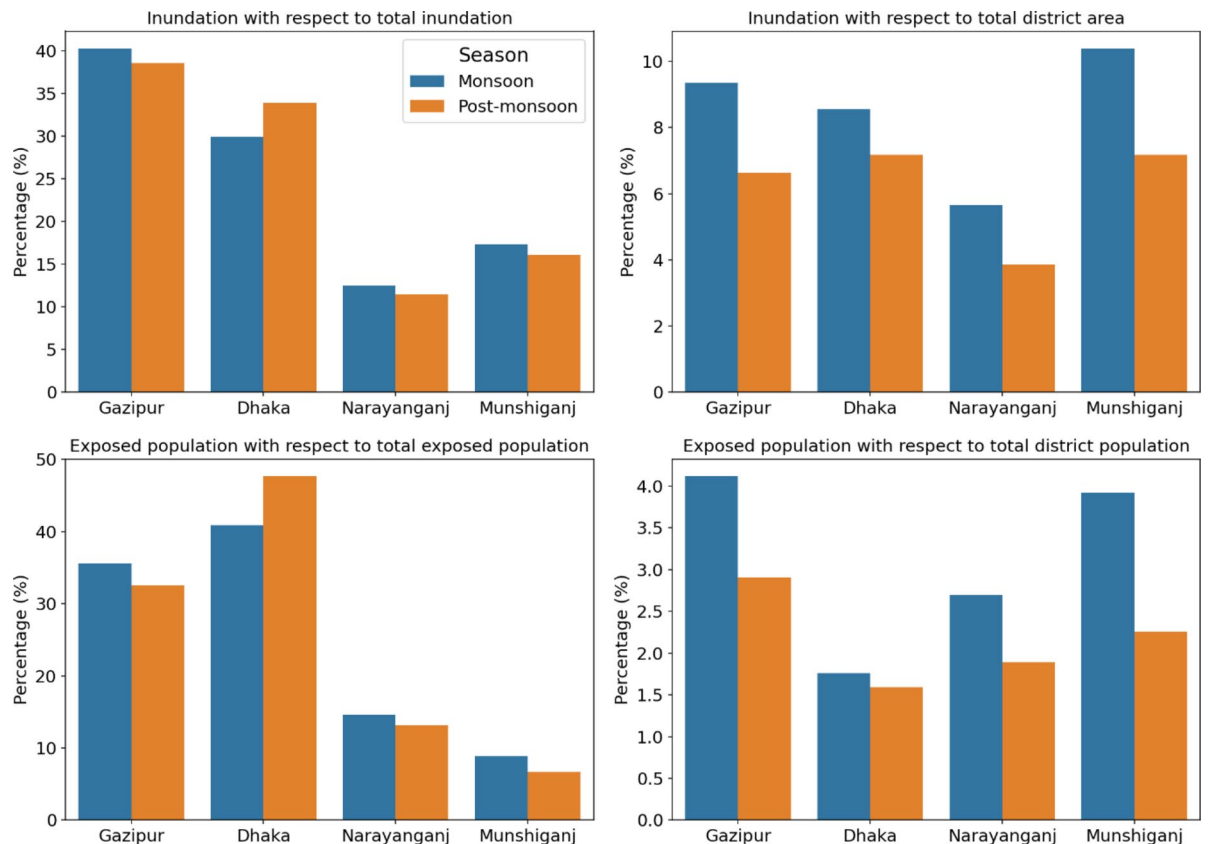 Inundation with respect to total inundation
Percentage (%)
40
35
30
25
20
15
10
5
0
Season
Monsoon
Post-monsoon
Gazipur Dhaka Narayanganj Munshiganj
Inundation with respect to total district area
Percentage (%)
10
8
6
4
2
0
Gazipur Dhaka Narayanganj Munshiganj
Exposed population with respect to total exposed population
Percentage (%)
50
40
30
20
10
0
Gazipur Dhaka Narayanganj Munshiganj
Exposed population with respect to total district population
Percentage (%)
4.0
3.5
3.0
2.5
2.0
1.5
1.0
0.5
0.0
Gazipur Dhaka Narayanganj Munshiganj